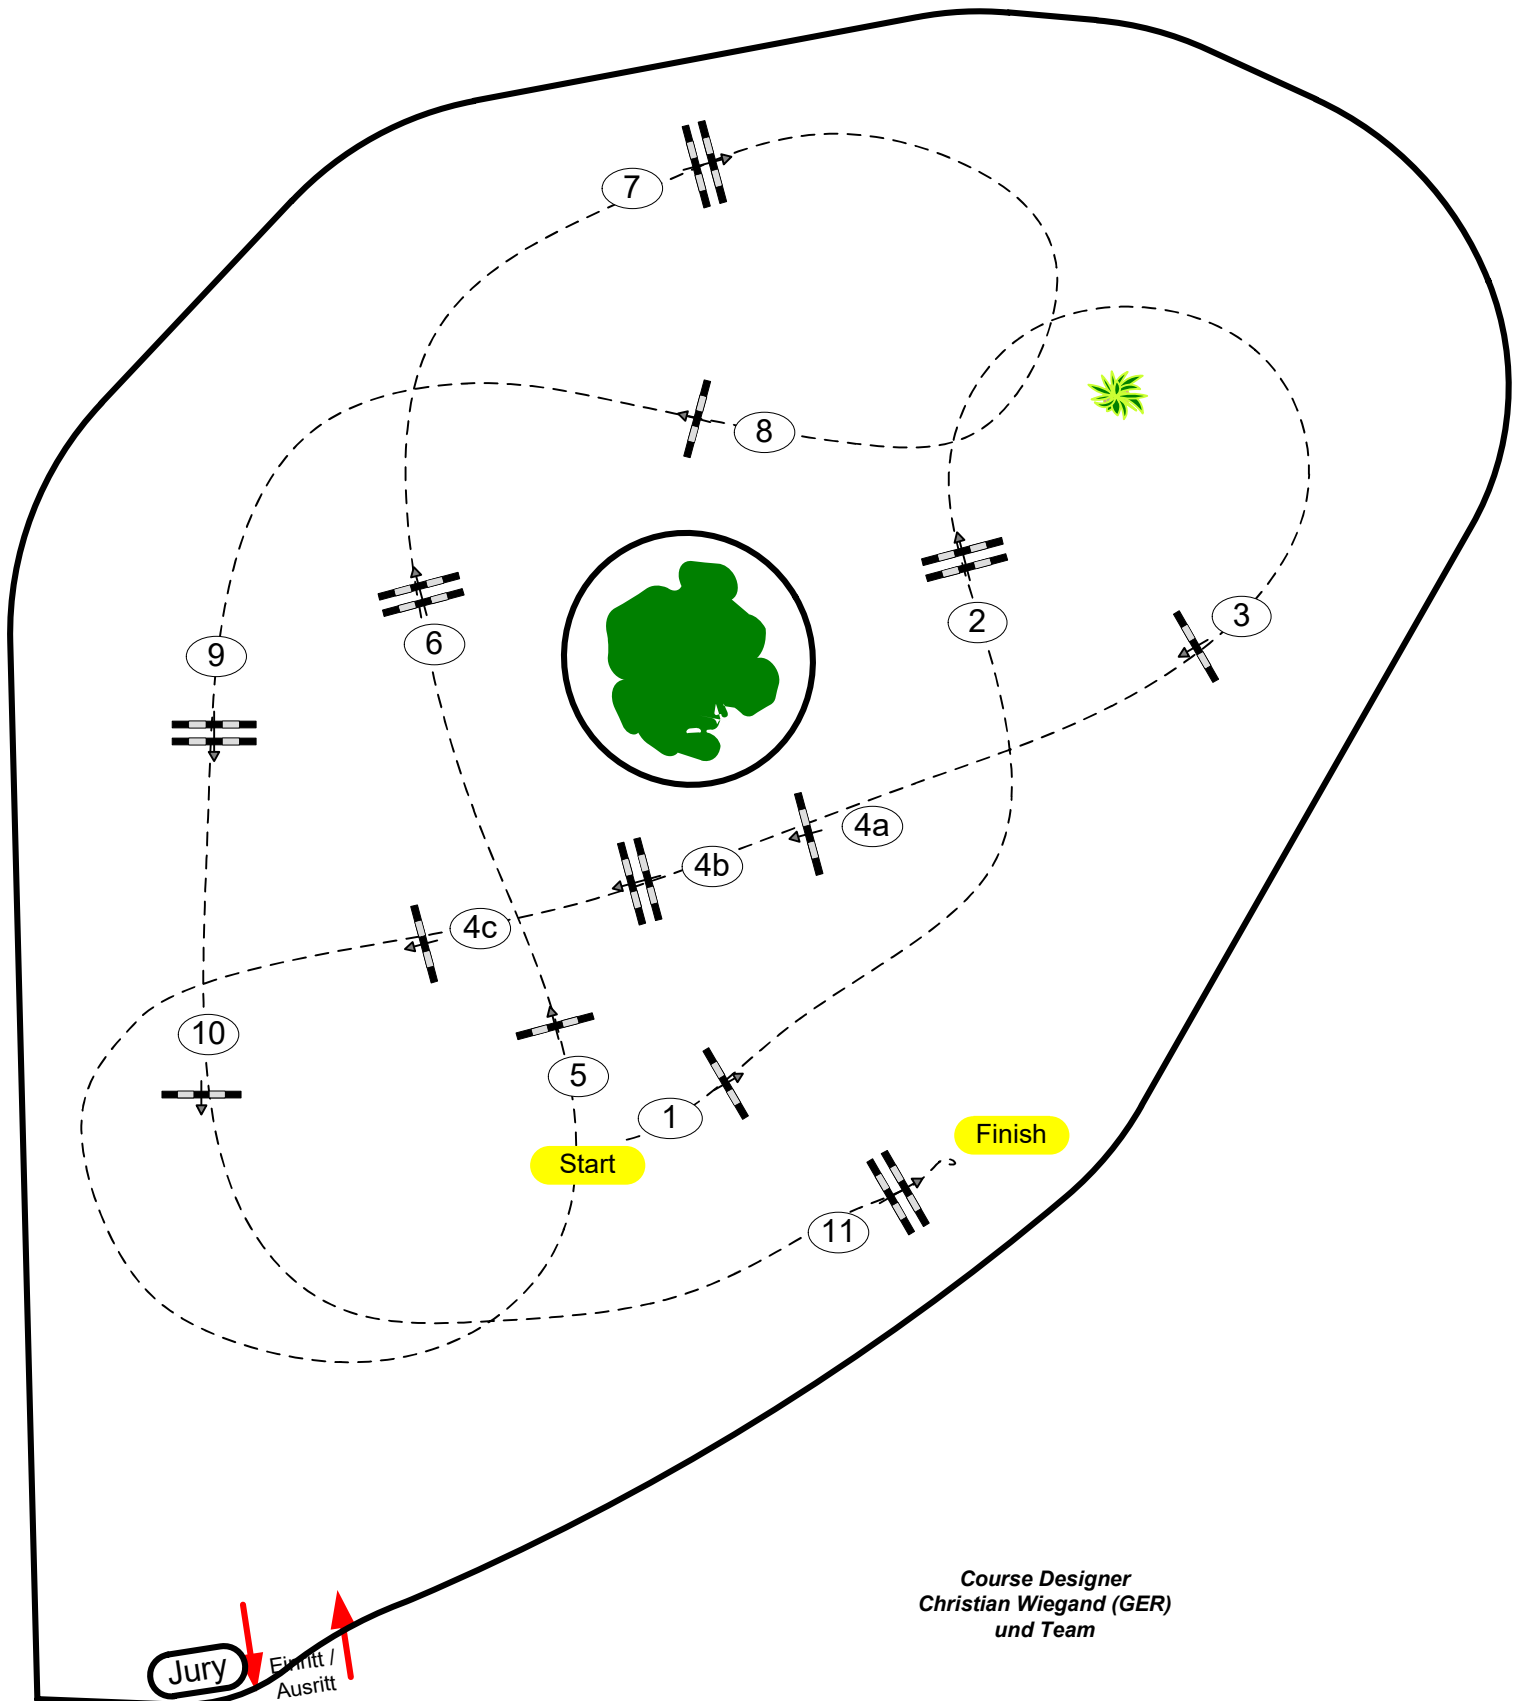 7
8
2
3
9
6
4a
4b
4c
10
5
1
Start
Finish
11
Course Designer
Christian Wiegand (GER)
und Team
Jury
Einritt /
Ausritt